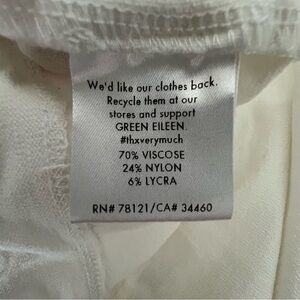 We'd like our clothes back.
Recycle them at our
stores and support
GREEN EILEEN.
#thxverymuch
70% VISCOSE
24% NYLON
6% LYCRA
RN# 78121/CA# 34460